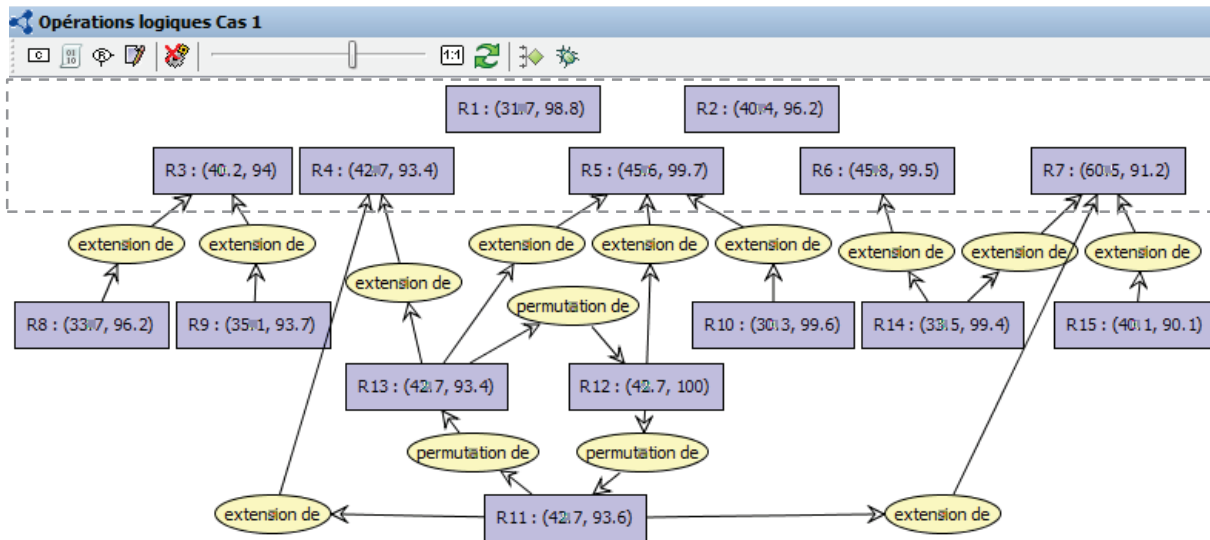 Opérations logiques Cas 1
C
01
10
R
1:1
R1 : (31.7, 98.8)
R2 : (40.4, 96.2)
R3 : (40.2, 94)
R4 : (42.7, 93.4)
R5 : (45.6, 99.7)
R6 : (45.8, 99.5)
R7 : (60.5, 91.2)
extension de
extension de
extension de
extension de
extension de
extension de
extension de
extension de
extension de
permutation de
R8 : (33.7, 96.2)
R9 : (35.1, 93.7)
R10 : (30.3, 99.6)
R14 : (33.5, 99.4)
R15 : (40.1, 90.1)
R13 : (42.7, 93.4)
R12 : (42.7, 100)
permutation de
permutation de
extension de
R11 : (42.7, 93.6)
extension de